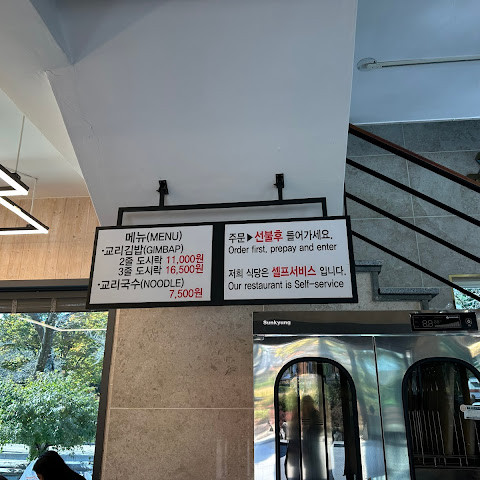 메뉴(MENU)
•교리김밥(GIMBAP)
2줄 도시락 11,000원
3줄 도시락 16,500원
•교리국수(NOODLE)
7,500원
주문▶선불후 들어가세요.
Order first, prepay and enter
저희 식당은 셀프서비스 입니다.
Our restaurant is Self-service
Sunkyung